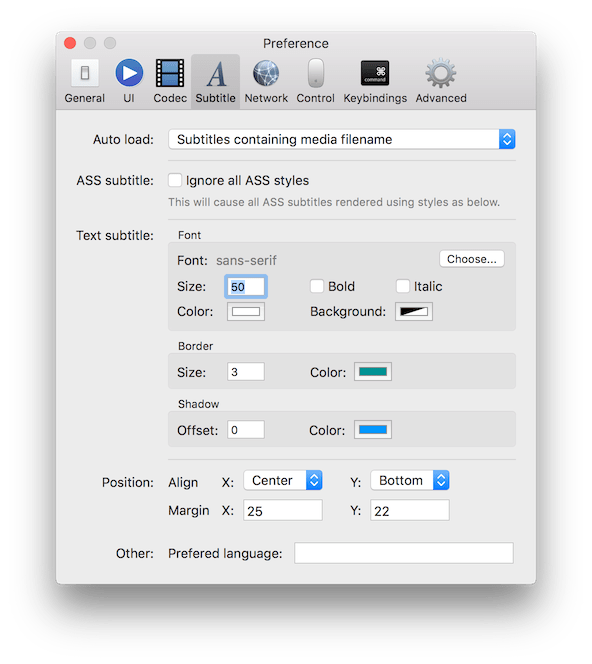 Preference
General UI Codec Subtitle Network Control Keybindings Advanced
⌘
command
Auto load: Subtitles containing media filename
ASS subtitle: Ignore all ASS styles
This will cause all ASS subtitles rendered using styles as below.
Text subtitle: Font
Font: sans-serif Choose...
Size: 50 Bold Italic
Color: Background:
Border
Size: 3 Color:
Shadow
Offset: 0 Color:
Position: Align X: Center Y: Bottom
Margin X: 25 Y: 22
Other: Prefered language: